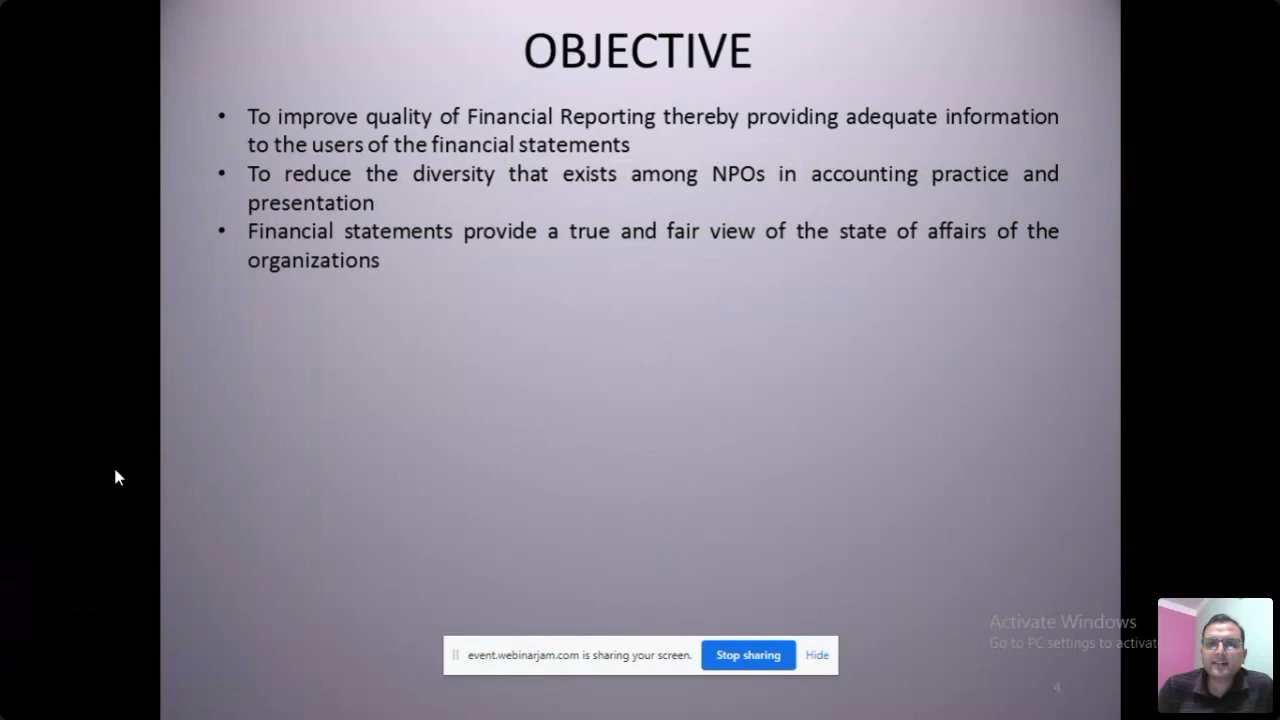 OBJECTIVE
• To improve quality of Financial Reporting thereby providing adequate information
to the users of the financial statements
• To reduce the diversity that exists among NPOs in accounting practice and
presentation
• Financial statements provide a true and fair view of the state of affairs of the
organizations
Activate Windows
Go to PC settings to activat
event.webinarjam.com is sharing your screen. Stop sharing Hide
4